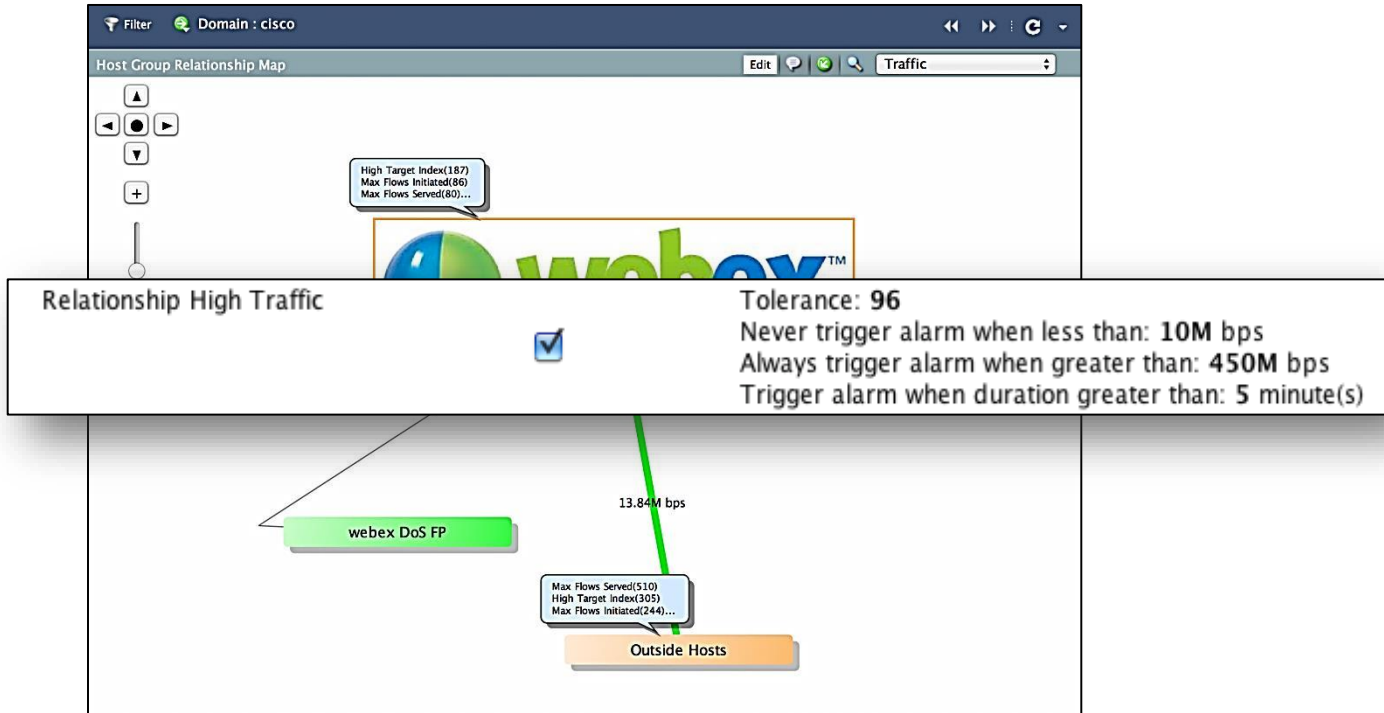 Filter Domain : cisco
Host Group Relationship Map Edit Traffic
+
High Target Index(187)
Max Flows Initiated(86)
Max Flows Served(80)...
webex™
Relationship High Traffic
Tolerance: 96
Never trigger alarm when less than: 10M bps
Always trigger alarm when greater than: 450M bps
Trigger alarm when duration greater than: 5 minute(s)
13.84M bps
webex DoS FP
Max Flows Served(510)
High Target Index(305)
Max Flows Initiated(244)...
Outside Hosts